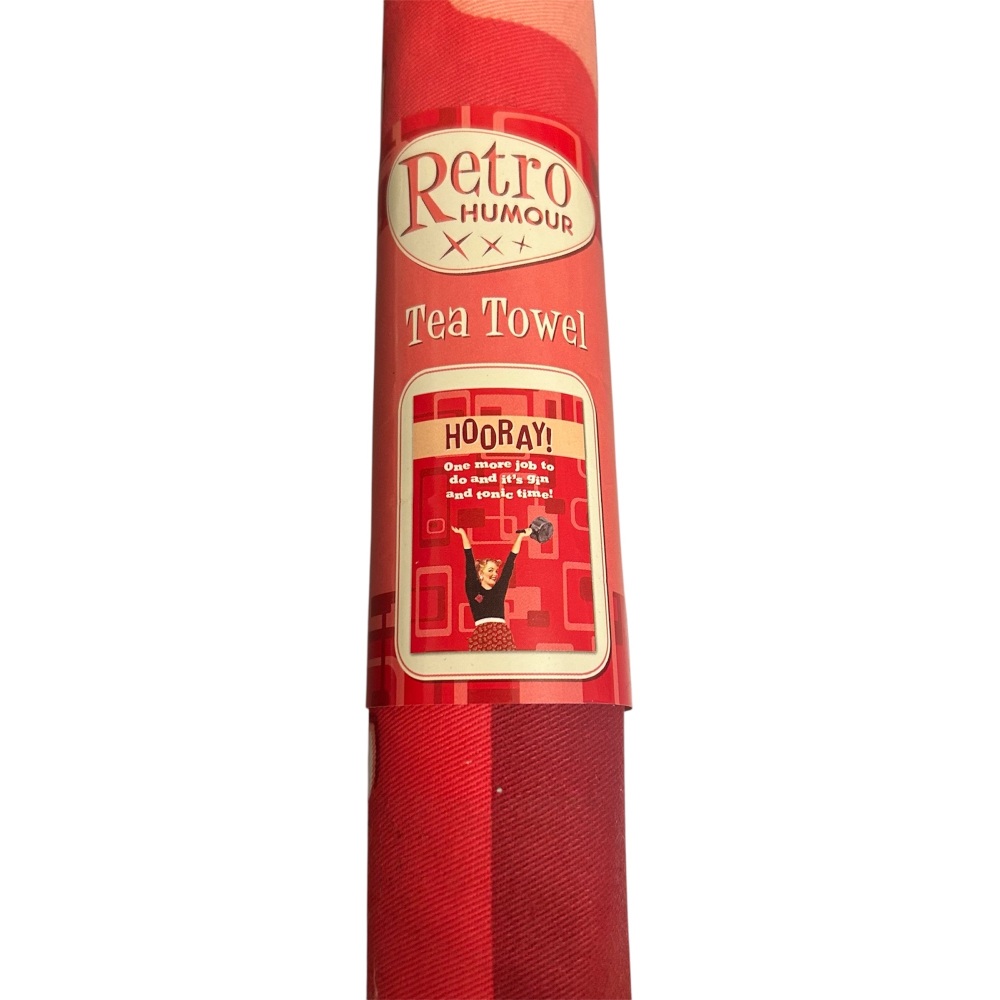 Retro
HUMOUR
Tea Towel
HOORAY!
One more job to
do and it's gin
and tonic time!